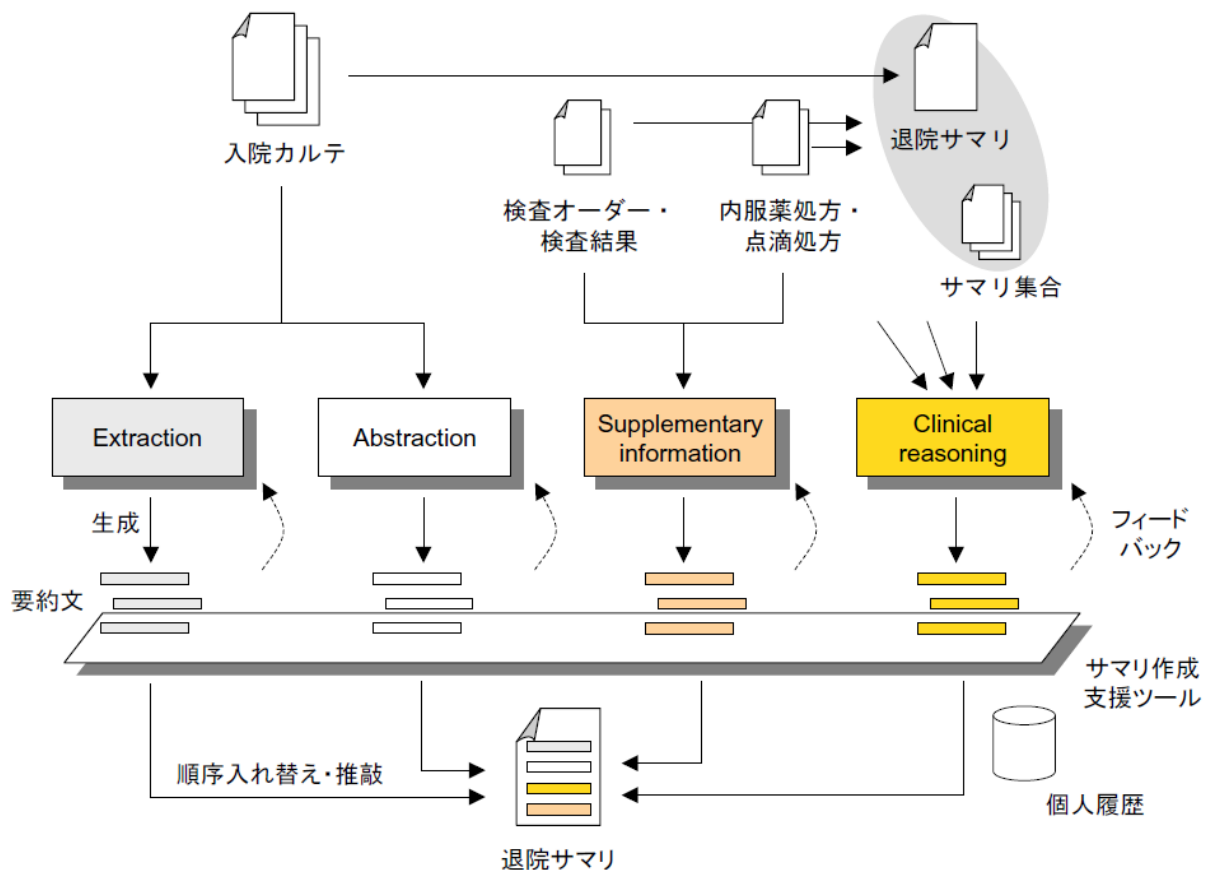 入院カルテ
退院サマリ
検査オーダー・
検査結果
内服薬処方・
点滴処方
サマリ集合
Extraction
Abstraction
Supplementary
information
Clinical
reasoning
生成
フィード
バック
要約文
サマリ作成
支援ツール
順序入れ替え・推敲
個人履歴
退院サマリ